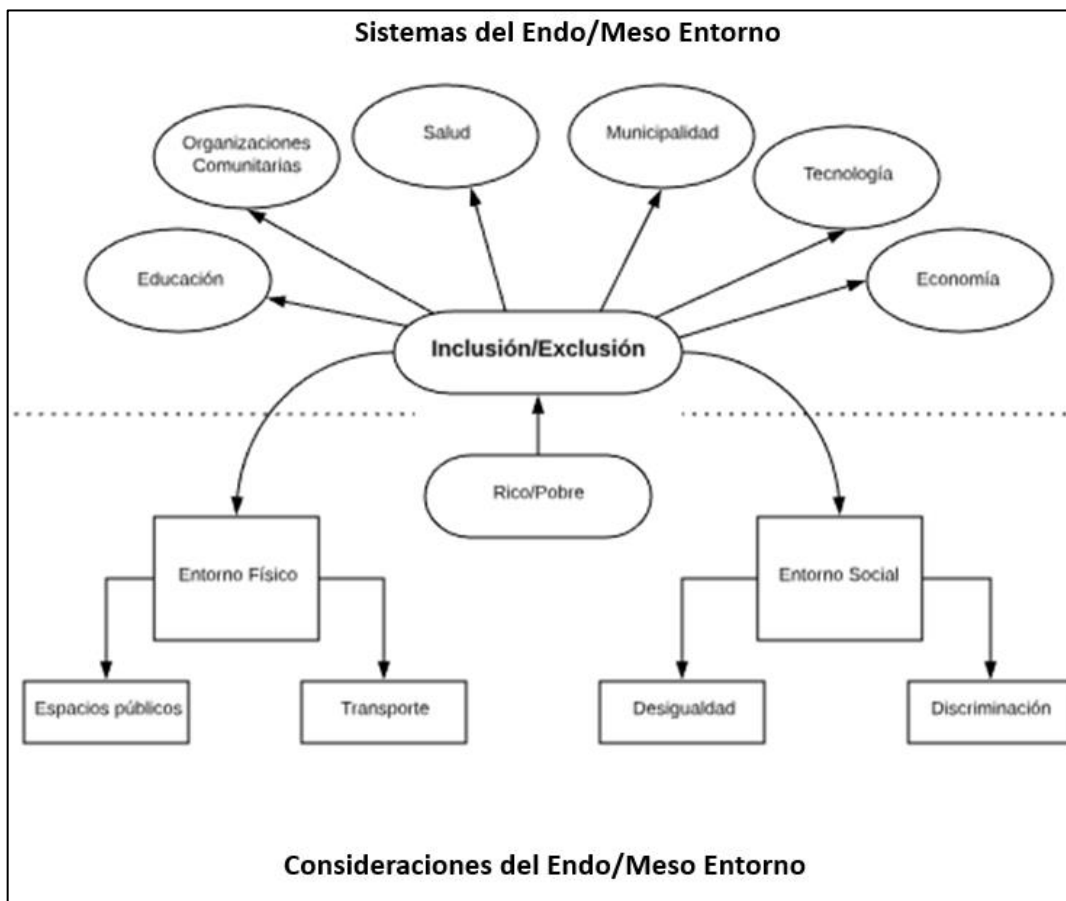 Sistemas del Endo/Meso Entorno
Salud
Municipalidad
Organizaciones
Comunitarias
Tecnología
Educación
Economía
Inclusión/Exclusión
Rico/Pobre
Entorno Físico
Entorno Social
Espacios públicos
Transporte
Desigualdad
Discriminación
Consideraciones del Endo/Meso Entorno